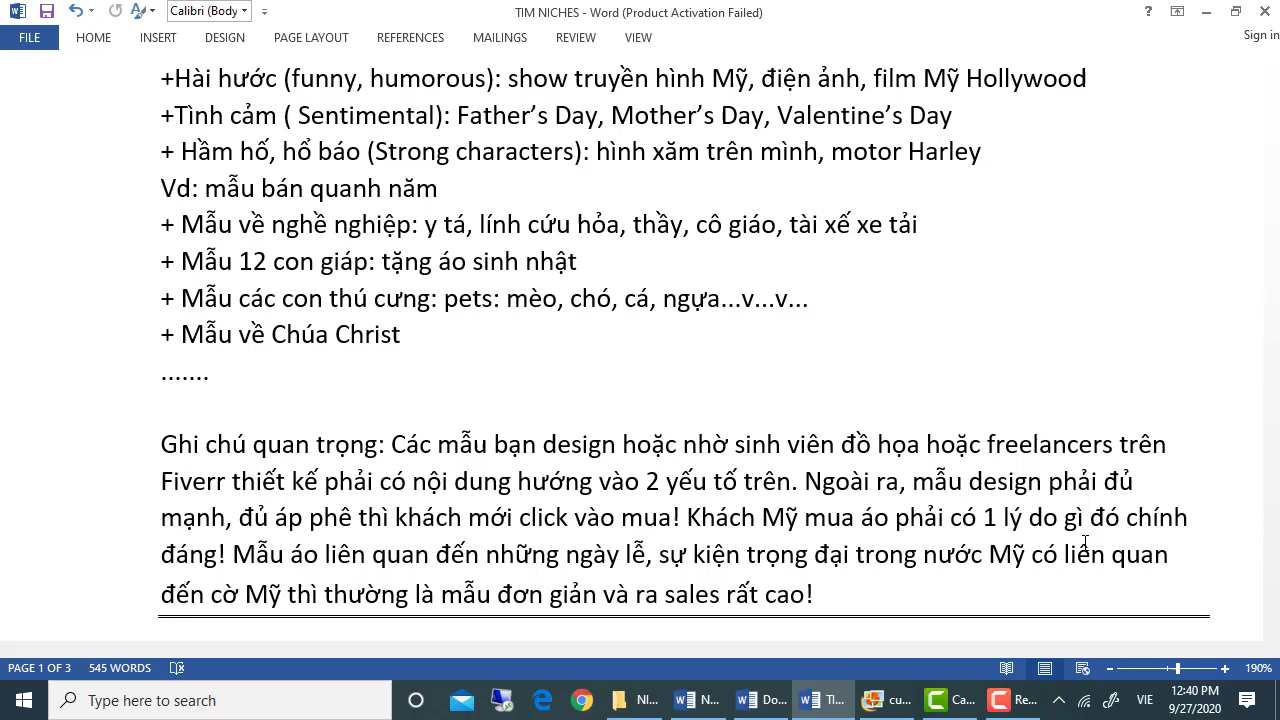 TIM NICHES - Word (Product Activation Failed)
Calibri (Body
?
FILE HOME INSERT DESIGN PAGE LAYOUT REFERENCES MAILINGS REVIEW VIEW Sign in
+Hài hước (funny, humorous): show truyền hình Mỹ, điện ảnh, film Mỹ Hollywood
+Tình cảm ( Sentimental): Father’s Day, Mother’s Day, Valentine’s Day
+ Hầm hố, hổ báo (Strong characters): hình xăm trên mình, motor Harley
Vd: mẫu bán quanh năm
+ Mẫu về nghề nghiệp: y tá, lính cứu hỏa, thầy, cô giáo, tài xế xe tải
+ Mẫu 12 con giáp: tặng áo sinh nhật
+ Mẫu các con thú cưng: pets: mèo, chó, cá, ngựa...v...v...
+ Mẫu về Chúa Christ
.......
Ghi chú quan trọng: Các mẫu bạn design hoặc nhờ sinh viên đồ họa hoặc freelancers trên
Fiverr thiết kế phải có nội dung hướng vào 2 yếu tố trên. Ngoài ra, mẫu design phải đủ
mạnh, đủ áp phê thì khách mới click vào mua! Khách Mỹ mua áo phải có 1 lý do gì đó chính
đáng! Mẫu áo liên quan đến những ngày lễ, sự kiện trọng đại trong nước Mỹ có liên quan
đến cờ Mỹ thì thường là mẫu đơn giản và ra sales rất cao!
PAGE 1 OF 3 545 WORDS 190%
Type here to search NI... N... Do... TI... cu... Ca... Re... VIE 12:40 PM
9/27/2020